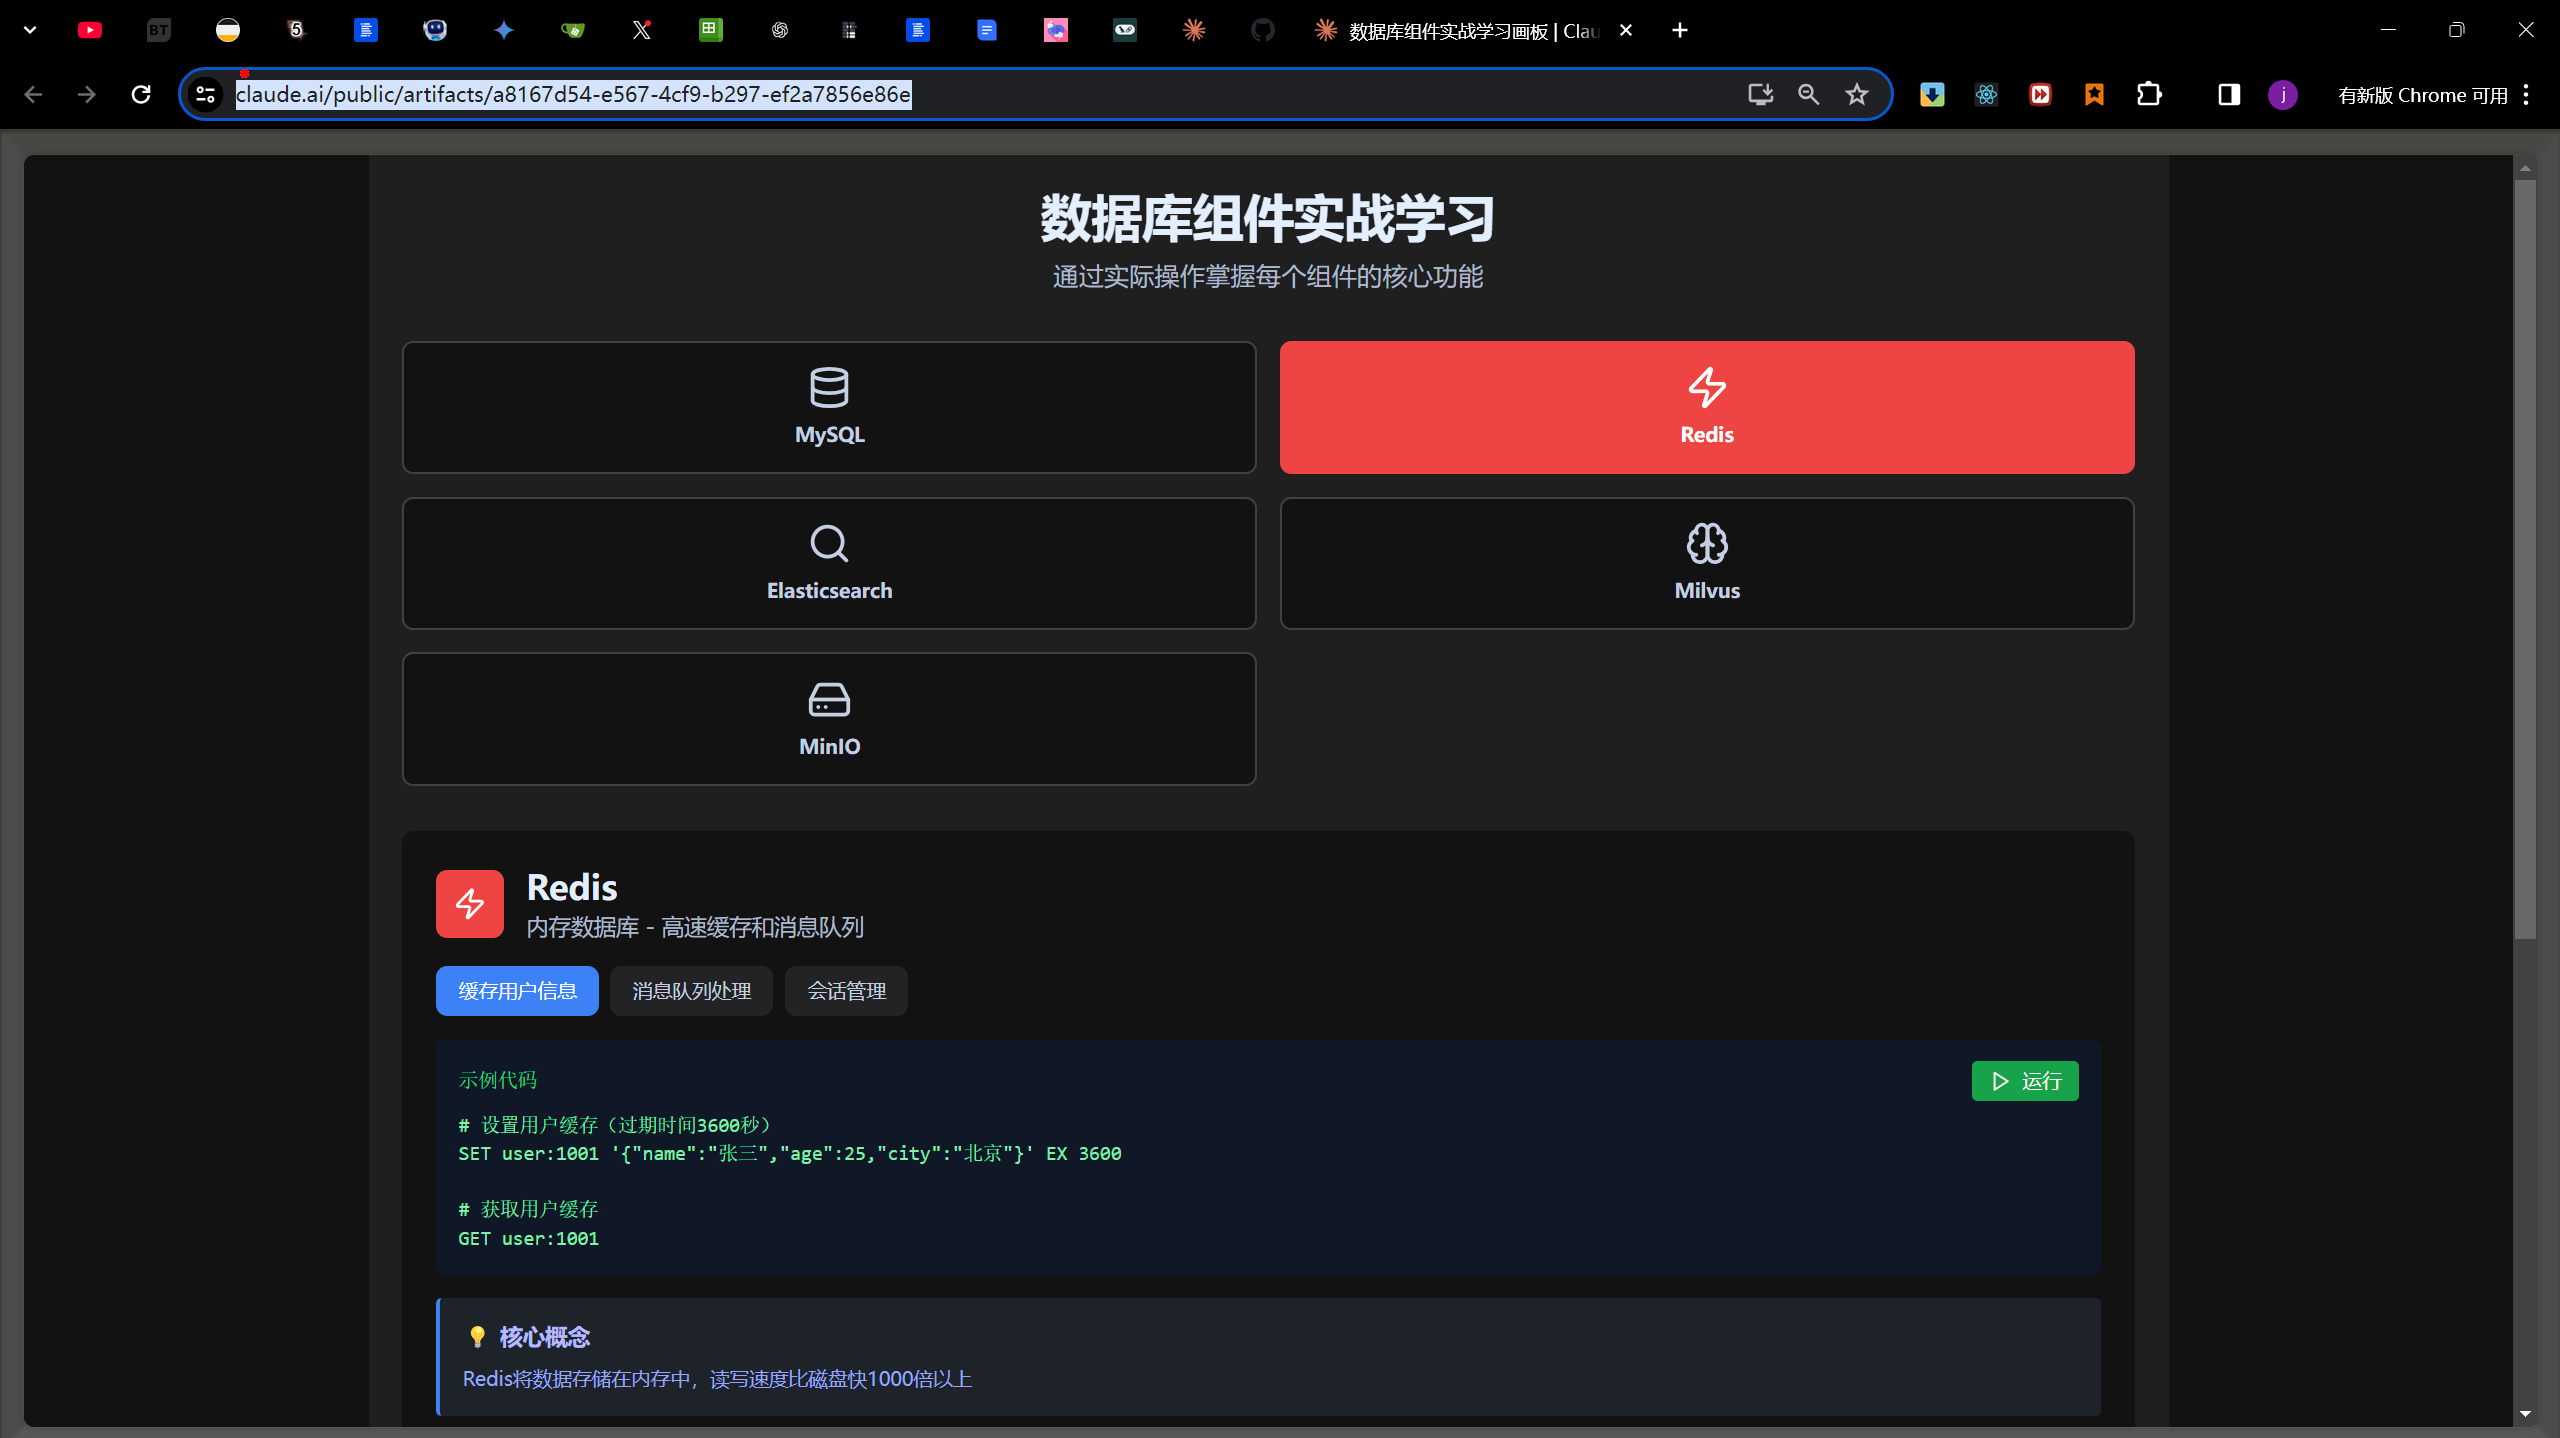 BT
5
数据库组件实战学习画板 | Clau
claude.ai/public/artifacts/a8167d54-e567-4cf9-b297-ef2a7856e86e
j
有新版 Chrome 可用
数据库组件实战学习
通过实际操作掌握每个组件的核心功能
MySQL
Redis
Elasticsearch
Milvus
MinIO
Redis
内存数据库 - 高速缓存和消息队列
缓存用户信息
消息队列处理
会话管理
示例代码
运行
# 设置用户缓存（过期时间3600秒）
SET user:1001 '{"name":"张三","age":25,"city":"北京"}' EX 3600
# 获取用户缓存
GET user:1001
💡 核心概念
Redis将数据存储在内存中，读写速度比磁盘快1000倍以上